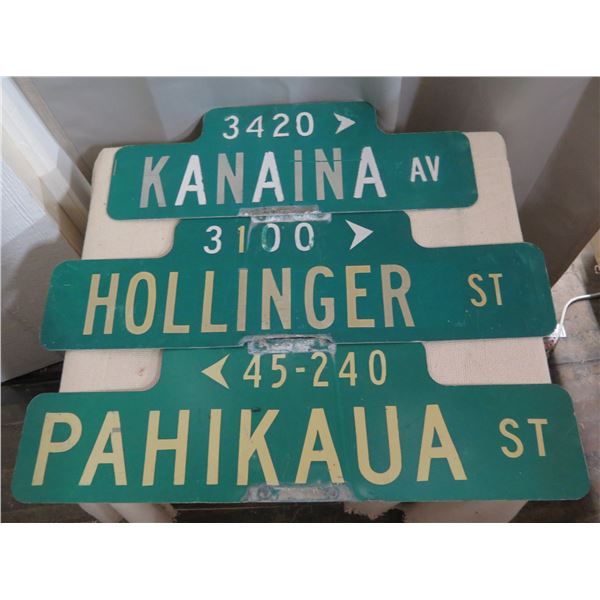 3420 >
KANAINA AV
3100 >
HOLLINGER ST
< 45-240
PAHIKAUA ST